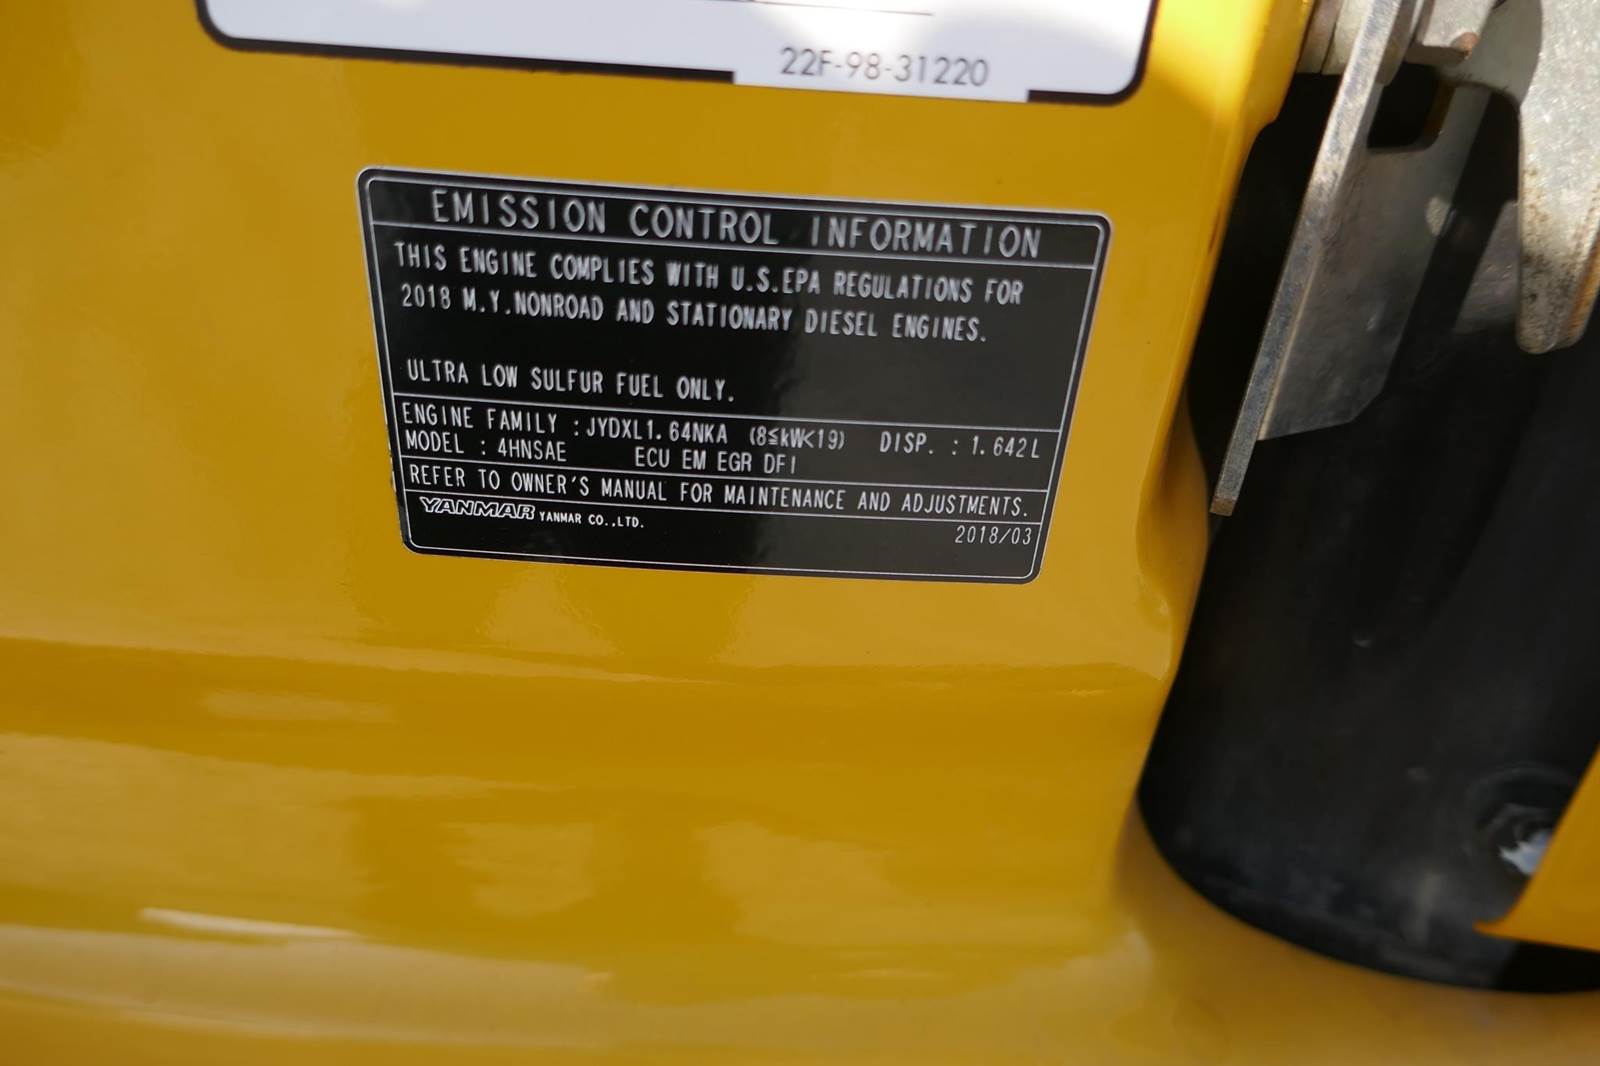 22F-98-31220
EMISSION CONTROL INFORMATION
THIS ENGINE COMPLIES WITH U.S.EPA REGULATIONS FOR
2018 M.Y.NONROAD AND STATIONARY DIESEL ENGINES.
ULTRA LOW SULFUR FUEL ONLY.
ENGINE FAMILY : JYDXL1.64NKA (8≦kW<19) DISP. : 1.642L
MODEL : 4HNSAE ECU EM EGR DFI
REFER TO OWNER'S MANUAL FOR MAINTENANCE AND ADJUSTMENTS.
YANMAR YANMAR CO.,LTD.
2018/03